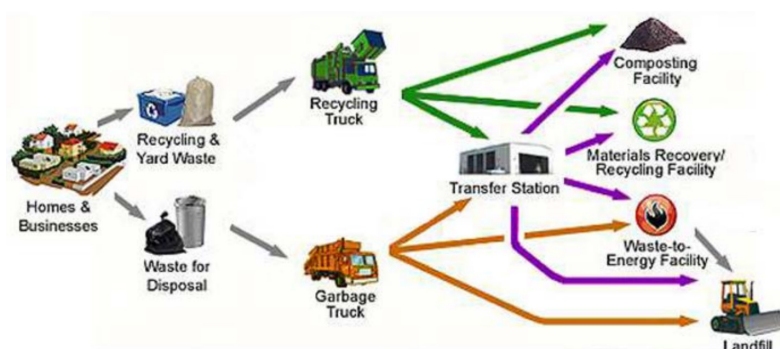 Composting
Facility
Recycling
Truck
Recycling &
Yard Waste
Materials Recovery/
Recycling Facility
Transfer Station
Homes &
Businesses
Waste-to-
Energy Facility
Waste for
Disposal
Garbage
Truck
Landfill